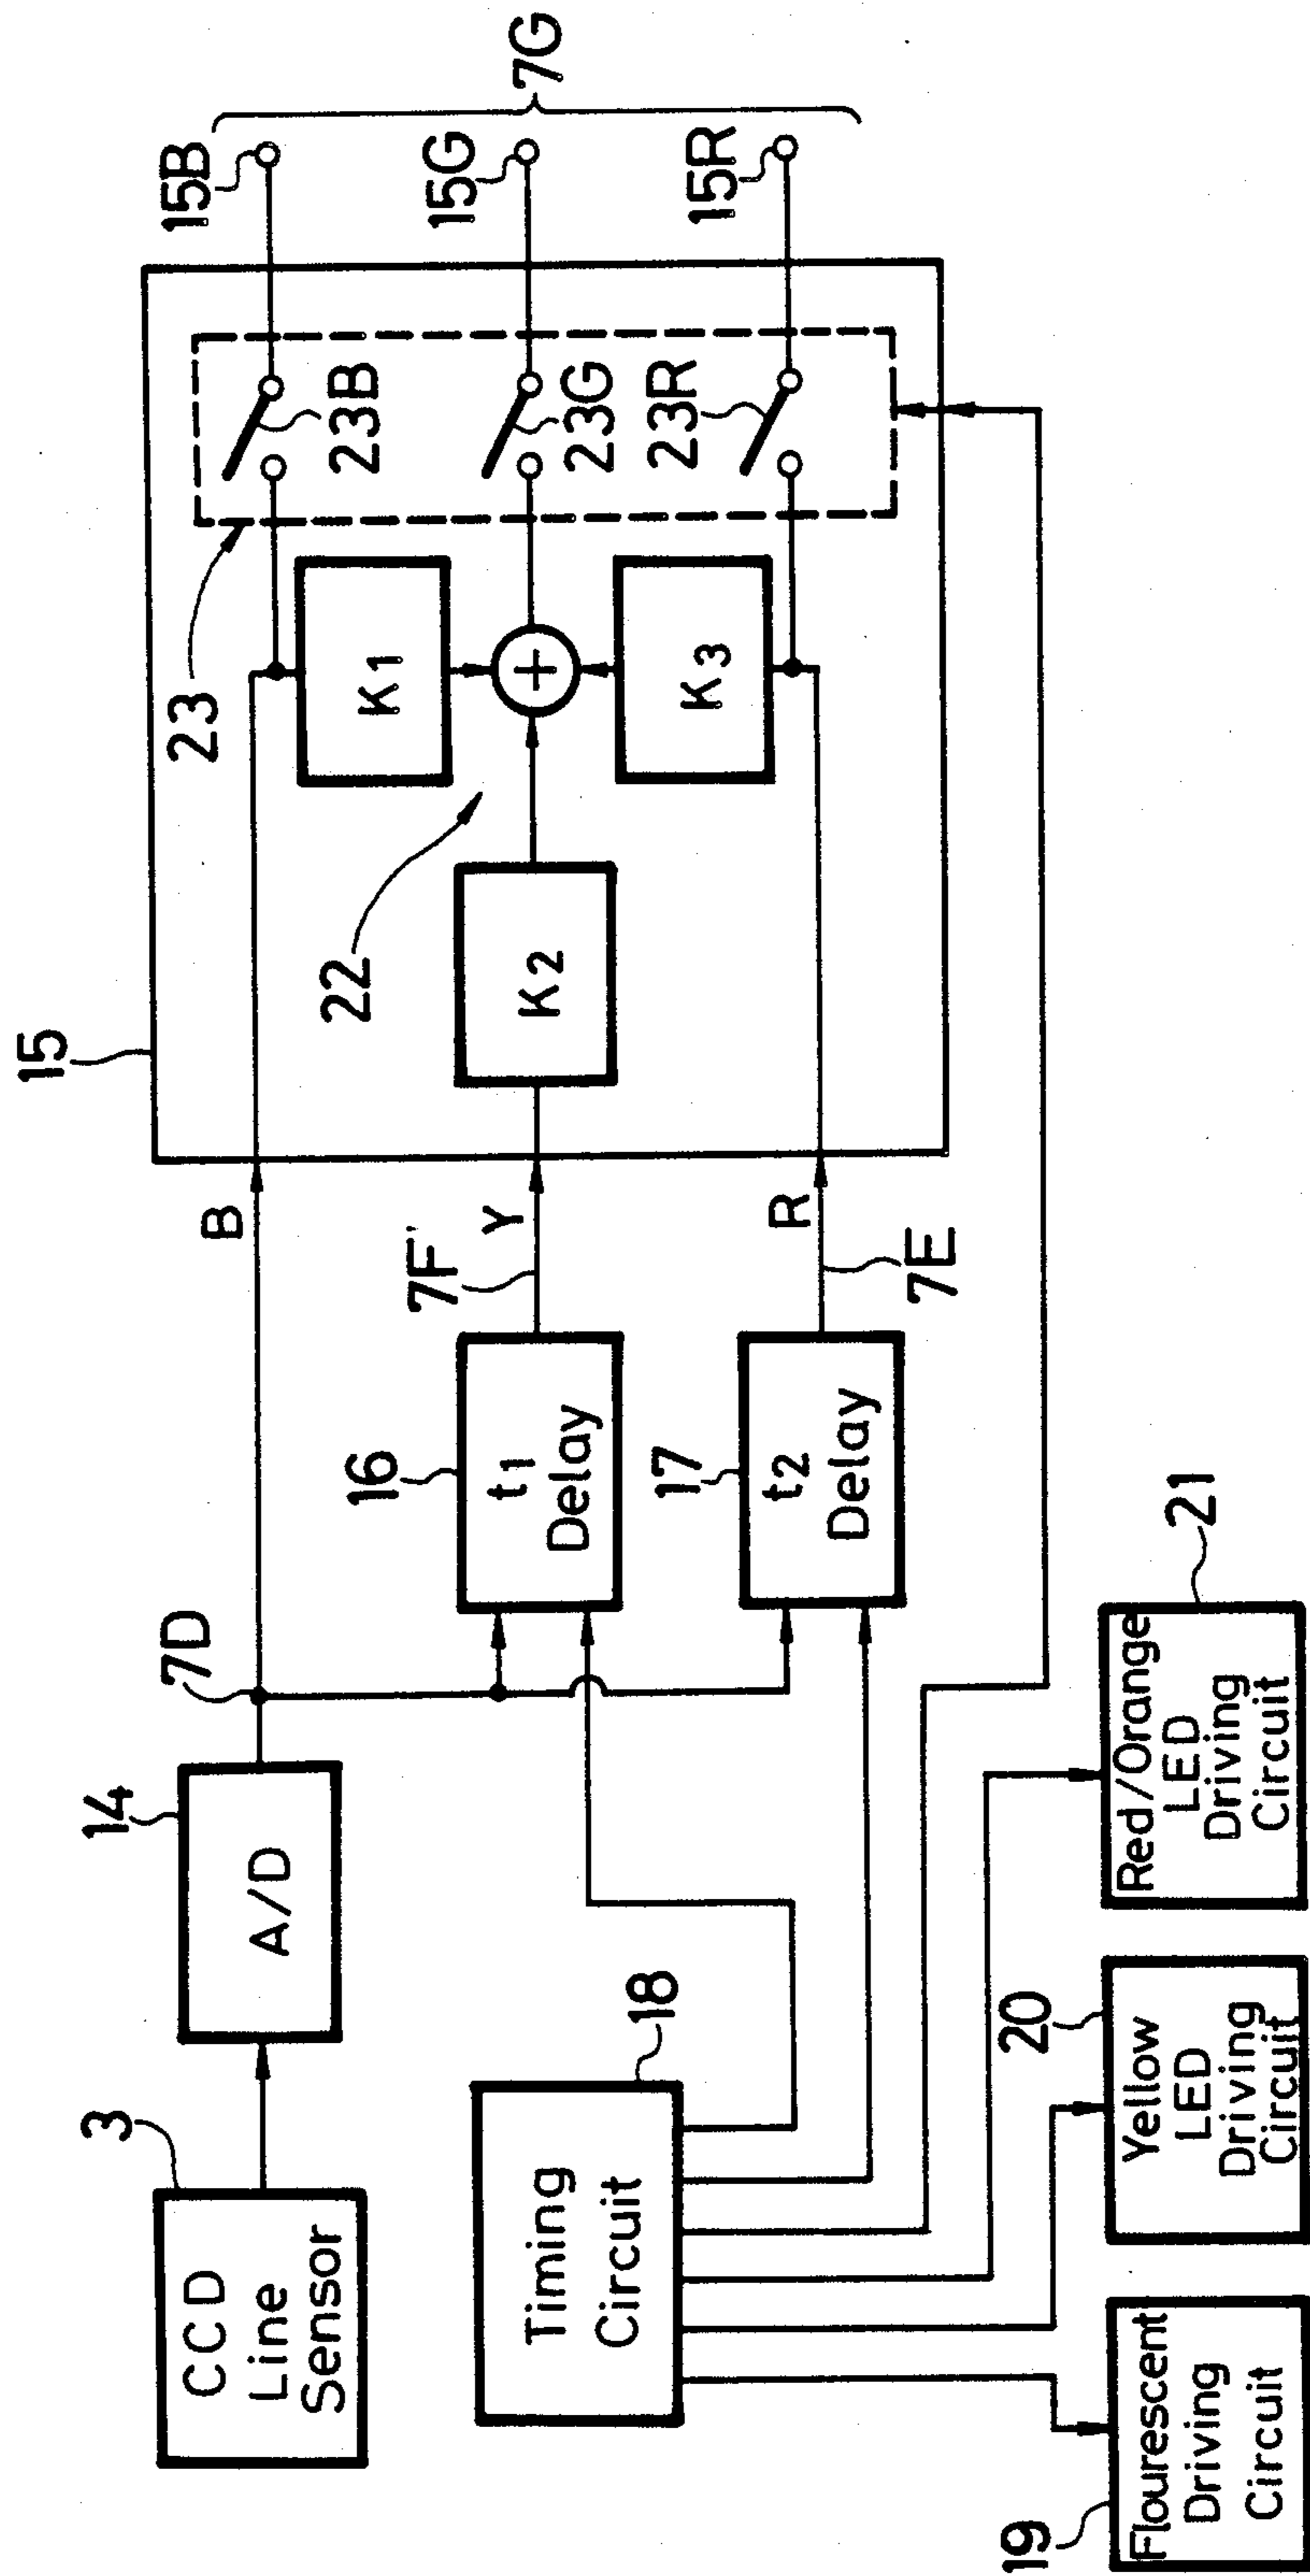 3
CCD
Line
Sensor
14
A/D
7D
B
15
23
23B
15B
7G
16
t1
Delay
7F
Y
K2
22
K1
+
23G
15G
17
t2
Delay
7E
R
K3
23R
15R
18
Timing
Circuit
19
Flourescent
Driving
Circuit
20
Yellow
LED
Driving
Circuit
21
Red/Orange
LED
Driving
Circuit